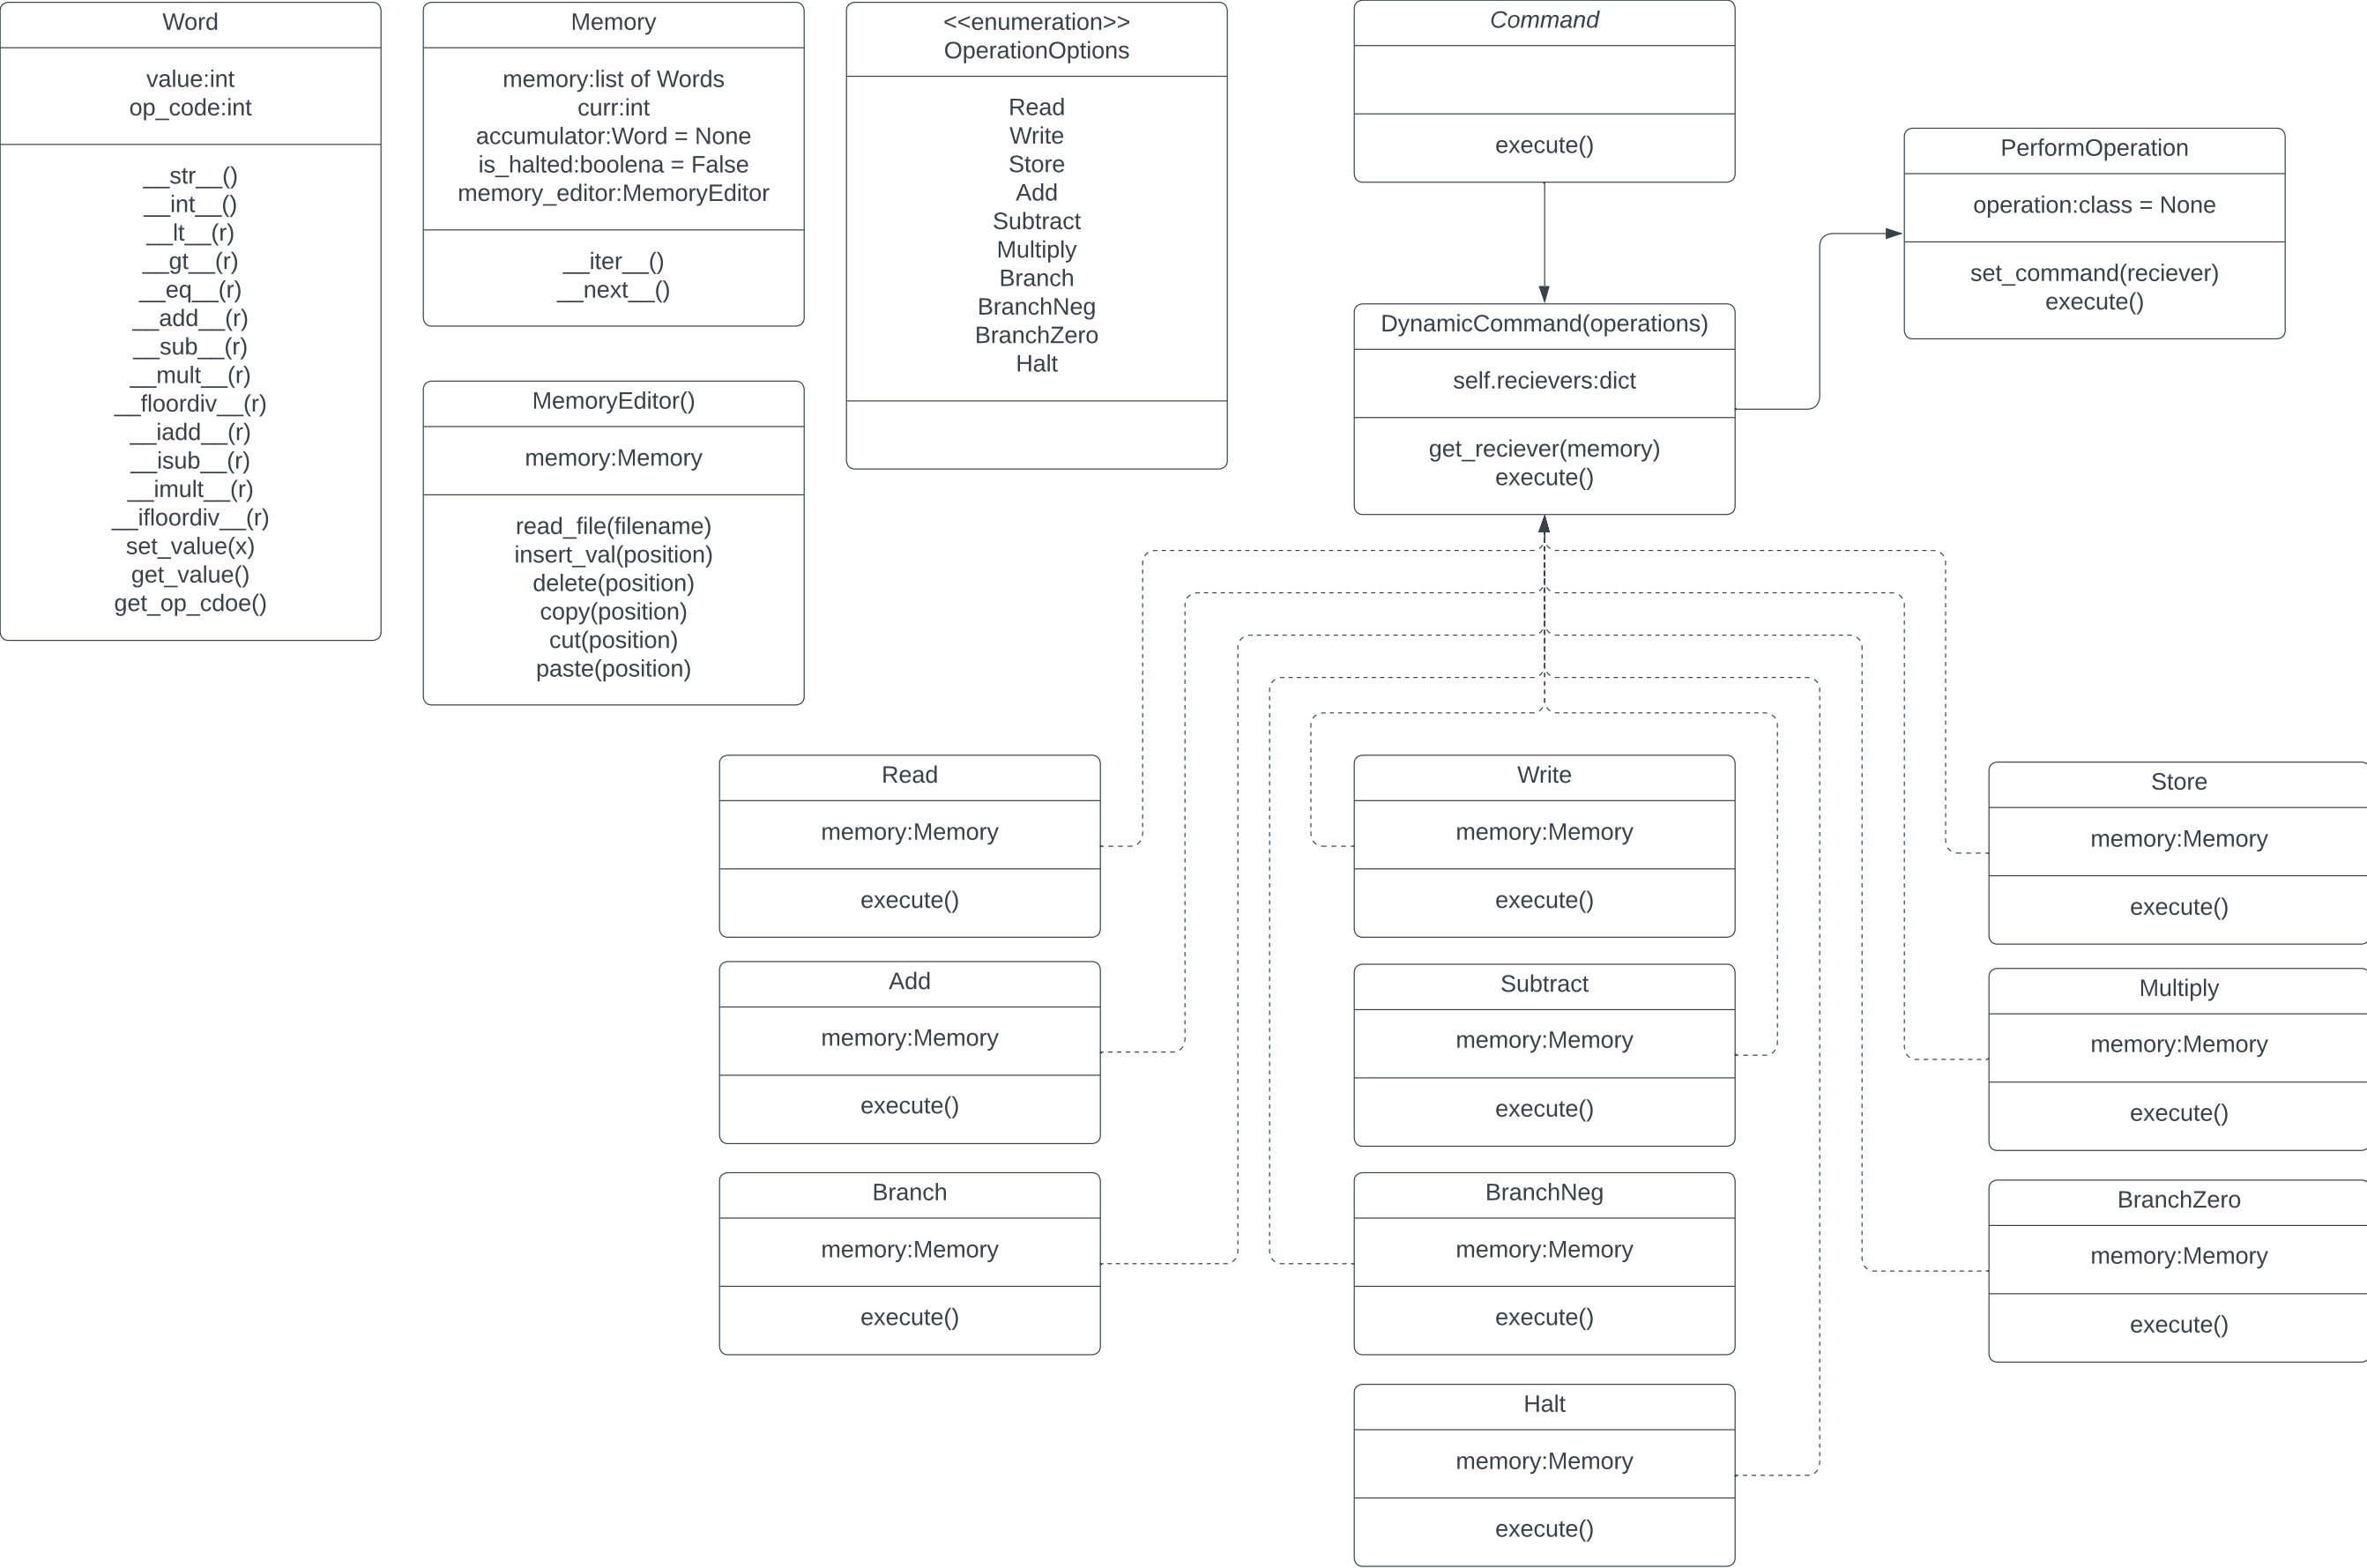 Word
value:int
op_code:int
__str__()
__int__()
__lt__(r)
__gt__(r)
__eq__(r)
__add__(r)
__sub__(r)
__mult__(r)
__floordiv__(r)
__iadd__(r)
__isub__(r)
__imult__(r)
__ifloordiv__(r)
set_value(x)
get_value()
get_op_cdoe()
Memory
memory:list of Words
curr:int
accumulator:Word = None
is_halted:boolena = False
memory_editor:MemoryEditor
__iter__()
__next__()
MemoryEditor()
memory:Memory
read_file(filename)
insert_val(position)
delete(position)
copy(position)
cut(position)
paste(position)
<<enumeration>>
OperationOptions
Read
Write
Store
Add
Subtract
Multiply
Branch
BranchNeg
BranchZero
Halt
Command
execute()
PerformOperation
operation:class = None
set_command(reciever)
execute()
DynamicCommand(operations)
self.recievers:dict
get_reciever(memory)
execute()
Read
memory:Memory
execute()
Write
memory:Memory
execute()
Store
memory:Memory
execute()
Add
memory:Memory
execute()
Subtract
memory:Memory
execute()
Multiply
memory:Memory
execute()
Branch
memory:Memory
execute()
BranchNeg
memory:Memory
execute()
BranchZero
memory:Memory
execute()
Halt
memory:Memory
execute()